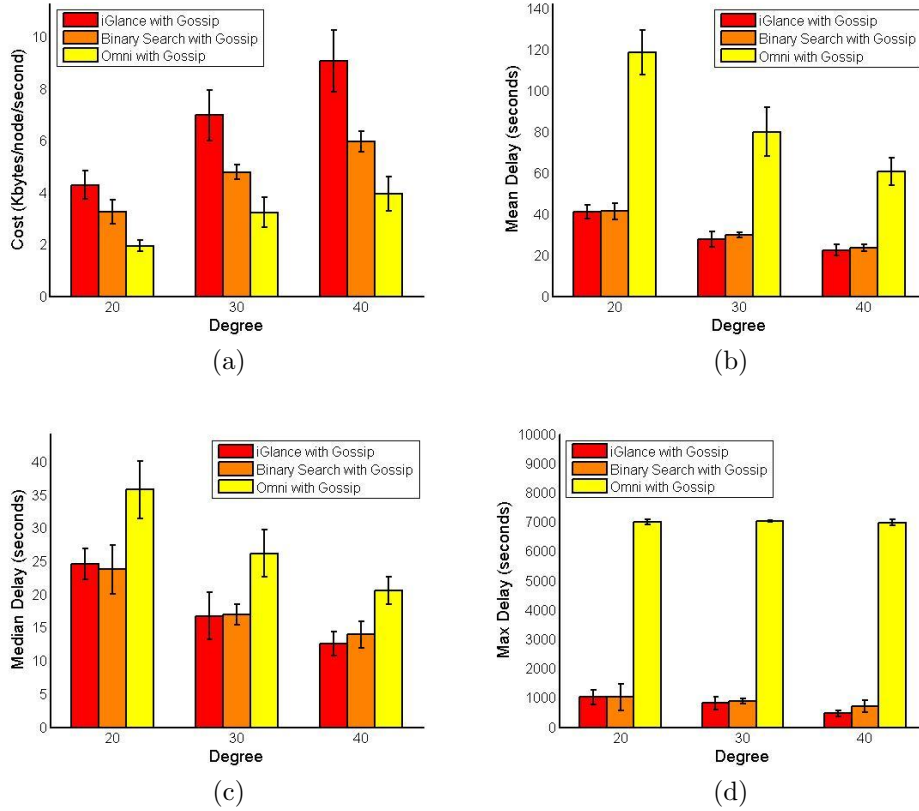 iGlance with Gossip
Binary Search with Gossip
Omni with Gossip
10
8
6
4
2
0
Cost (Kbytes/node/second)
20 30 40
Degree
(a)
iGlance with Gossip
Binary Search with Gossip
Omni with Gossip
140
120
100
80
60
40
20
0
Mean Delay (seconds)
20 30 40
Degree
(b)
iGlance with Gossip
Binary Search with Gossip
Omni with Gossip
40
35
30
25
20
15
10
5
0
Median Delay (seconds)
20 30 40
Degree
(c)
iGlance with Gossip
Binary Search with Gossip
Omni with Gossip
10000
9000
8000
7000
6000
5000
4000
3000
2000
1000
0
Max Delay (seconds)
20 30 40
Degree
(d)